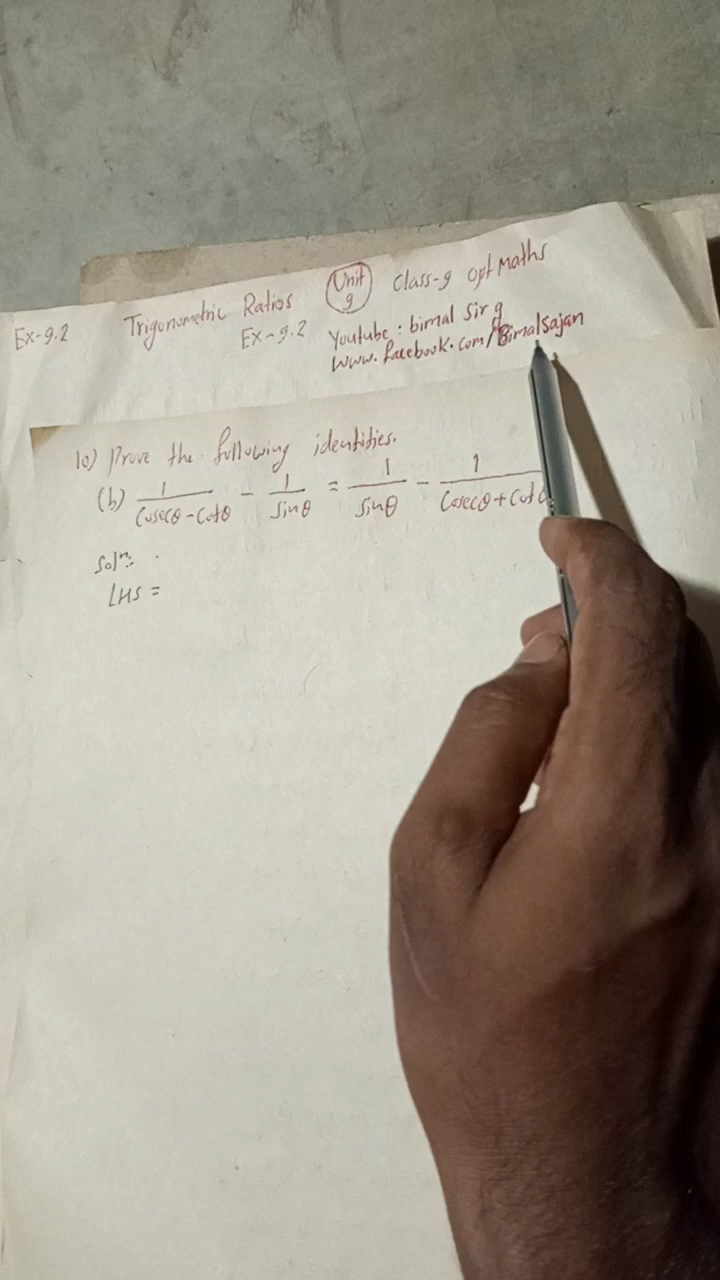 Ex-9.2 Trigonometric Ratios Unit 9 Class-9 opt Maths
Ex-9.2 Youtube: bimal Sir g
www.facebook.com/Bimalsajan
10) Prove the following identities.
(h) 1/(Cosecθ-Cotθ) - 1/Sinθ = 1/Sinθ - 1/(Cosecθ+Cot
Solⁿ:
LHS =